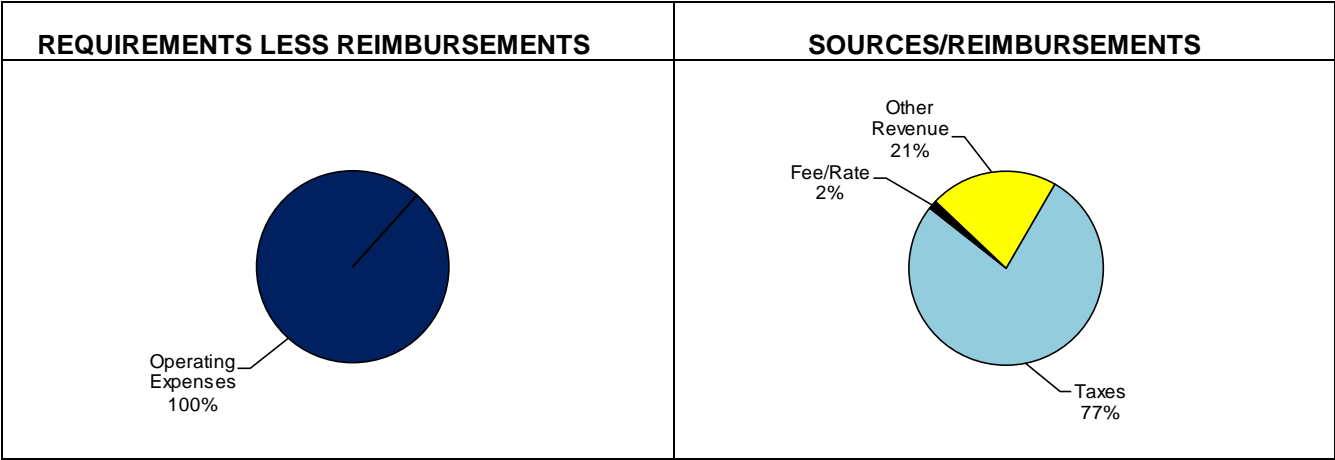 REQUIREMENTS LESS REIMBURSEMENTS
SOURCES/REIMBURSEMENTS
Operating
Expenses
100%
Other
Revenue
21%
Fee/Rate
2%
Taxes
77%